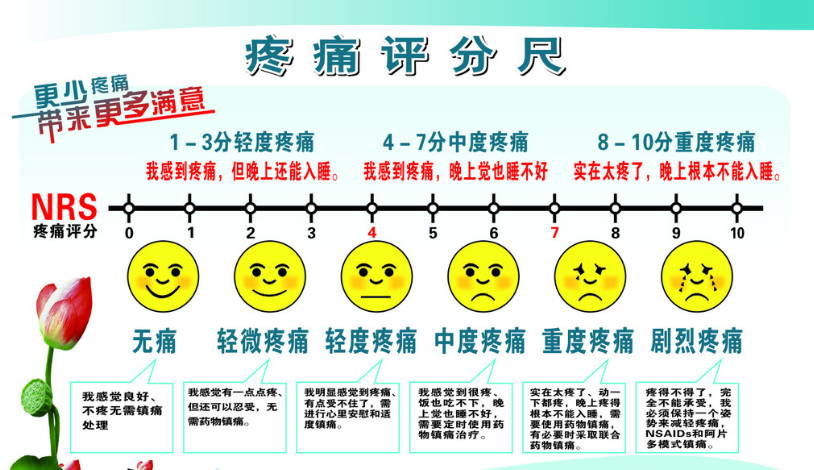 疼痛评分尺
更少疼痛
带来更多满意
1-3分轻度疼痛
我感到疼痛，但晚上还能入睡。
4-7分中度疼痛
我感到疼痛，晚上觉也睡不好
8-10分重度疼痛
实在太疼了，晚上根本不能入睡。
NRS
疼痛评分
0 1 2 3 4 5 6 7 8 9 10
无痛
轻微疼痛
轻度疼痛
中度疼痛
重度疼痛
剧烈疼痛
我感觉良好、
不疼无需镇痛
处理
我感觉有一点点疼、
但还可以忍受，无
需药物镇痛。
我明显感觉到疼痛、
有点受不住了，需
进行心里安慰和适
度镇痛。
我感觉到很疼、
饭也吃不下，晚
上觉也睡不好，
需要定时使用药
物镇痛治疗。
实在太疼了、动一
下都疼，晚上疼得
根本不能入睡，需
要使用药物镇痛，
有必要时采取联合
药物镇痛。
疼得不得了，完
全不能承受，我
必须保持一个姿
势来减轻疼痛，
NSAIDs和阿片
多模式镇痛。